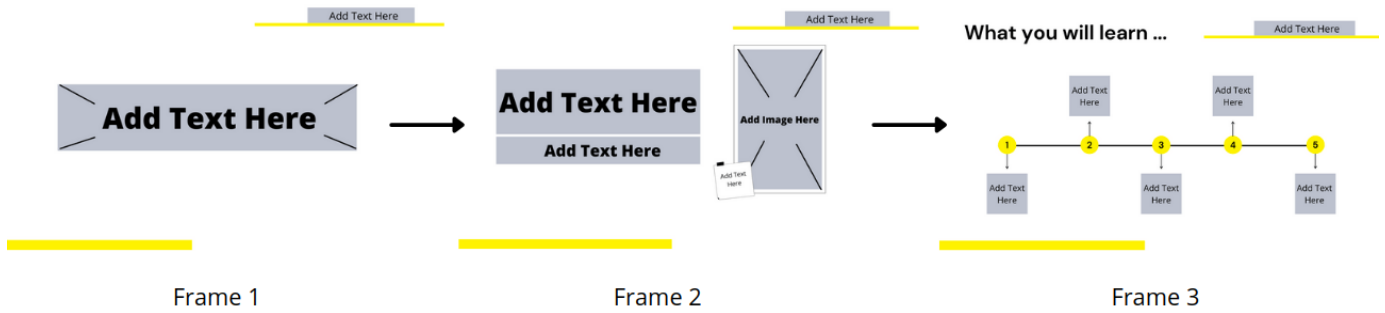 Add Text Here
Add Text Here
Frame 1
Add Text Here
Add Text Here
Add Text Here
Add Image Here
Add Text
Here
Frame 2
What you will learn ...
Add Text Here
Add Text
Here
Add Text
Here
1
2
3
4
5
Add Text
Here
Add Text
Here
Add Text
Here
Frame 3